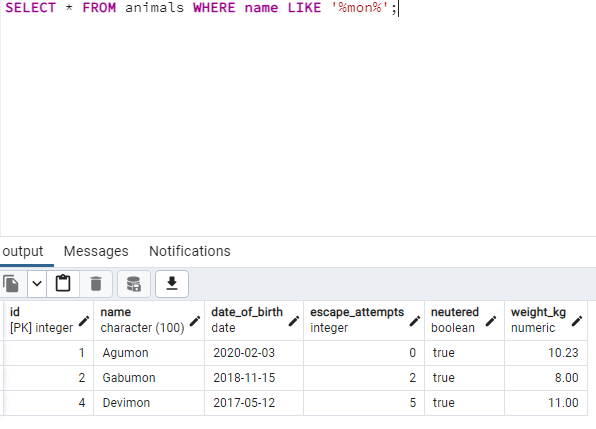 SELECT * FROM animals WHERE name LIKE '%mon%';
output Messages Notifications
id name date_of_birth escape_attempts neutered weight_kg
[PK] integer character (100) date integer boolean numeric
1 Agumon 2020-02-03 0 true 10.23
2 Gabumon 2018-11-15 2 true 8.00
4 Devimon 2017-05-12 5 true 11.00